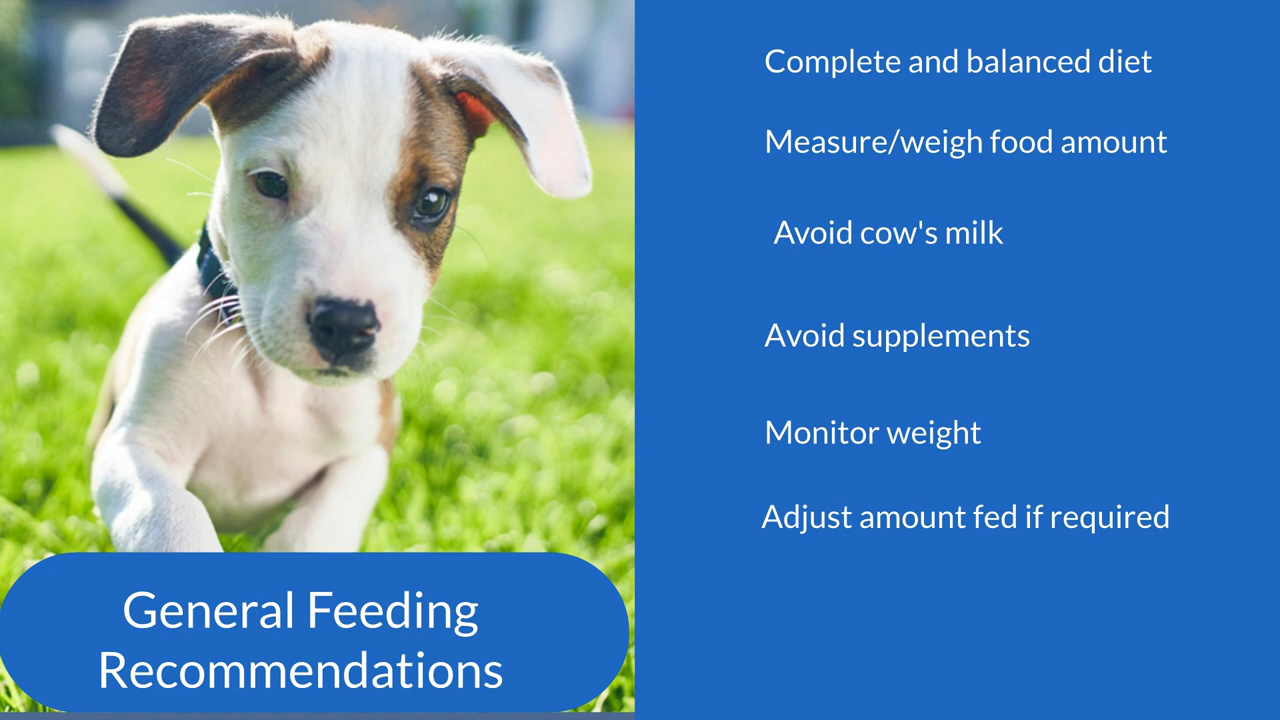 General Feeding
Recommendations
Complete and balanced diet
Measure/weigh food amount
Avoid cow's milk
Avoid supplements
Monitor weight
Adjust amount fed if required